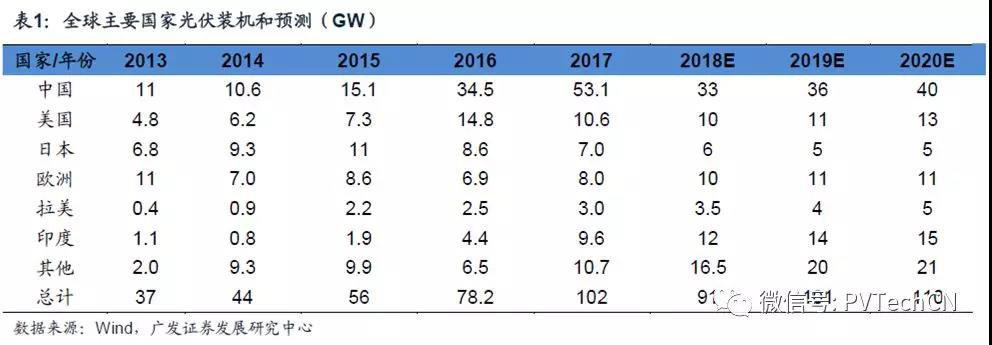 表1：全球主要国家光伏装机和预测（GW）
国家/年份 2013 2014 2015 2016 2017 2018E 2019E 2020E
中国 11 10.6 15.1 34.5 53.1 33 36 40
美国 4.8 6.2 7.3 14.8 10.6 10 11 13
日本 6.8 9.3 11 8.6 7.0 6 5 5
欧洲 11 7.0 8.6 6.9 8.0 10 11 11
拉美 0.4 0.9 2.2 2.5 3.0 3.5 4 5
印度 1.1 0.8 1.9 4.4 9.6 12 14 15
其他 2.0 9.3 9.9 6.5 10.7 16.5 20 21
总计 37 44 56 78.2 102 91
微信号: PVTechCN
数据来源：Wind，广发证券发展研究中心